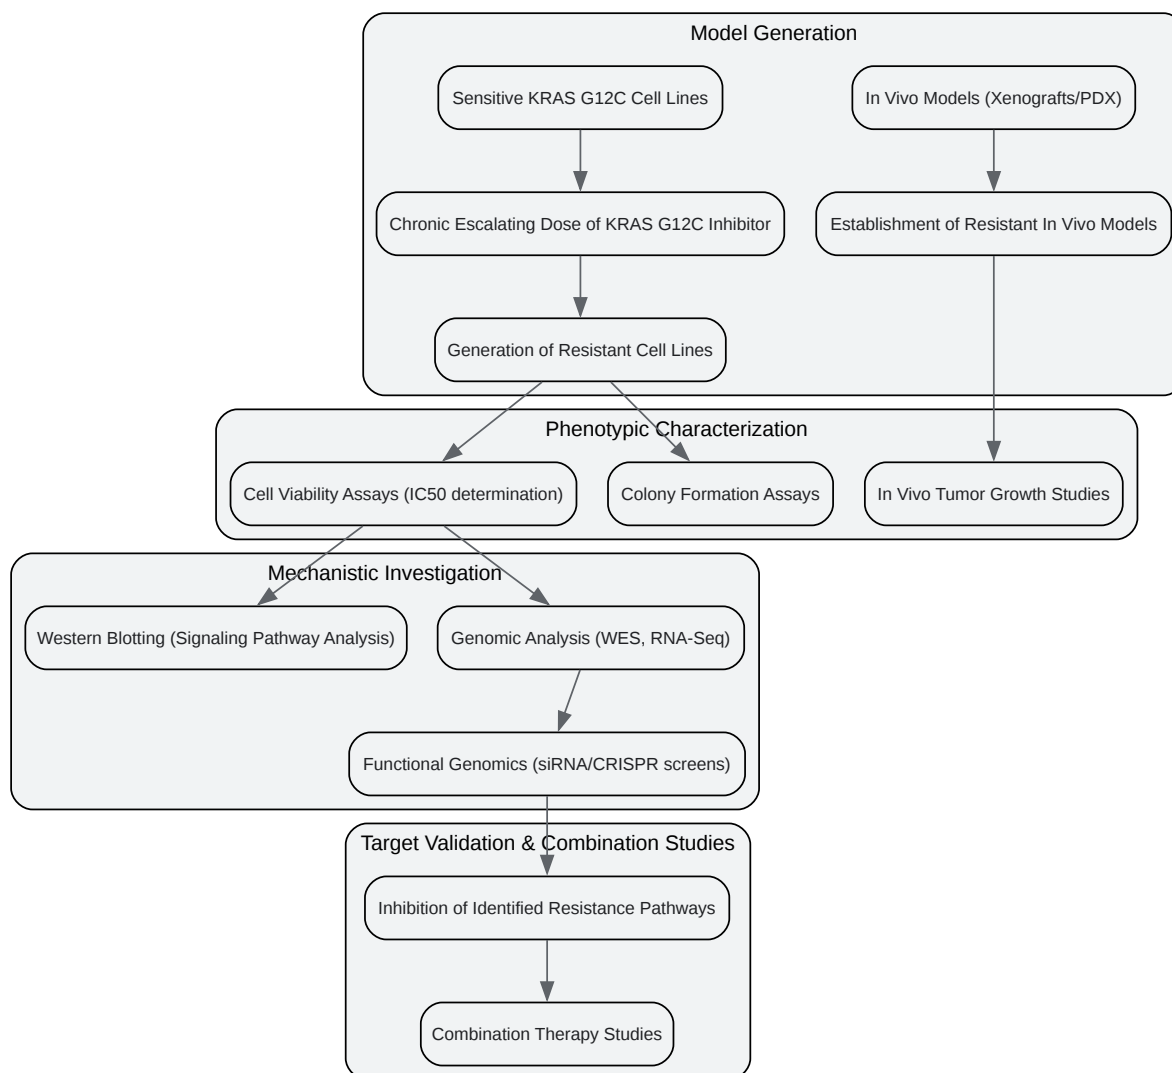 Model Generation
Sensitive KRAS G12C Cell Lines
In Vivo Models (Xenografts/PDX)
Chronic Escalating Dose of KRAS G12C Inhibitor
Establishment of Resistant In Vivo Models
Generation of Resistant Cell Lines
Phenotypic Characterization
Cell Viability Assays (IC50 determination)
Colony Formation Assays
In Vivo Tumor Growth Studies
Mechanistic Investigation
Western Blotting (Signaling Pathway Analysis)
Genomic Analysis (WES, RNA-Seq)
Functional Genomics (siRNA/CRISPR screens)
Target Validation & Combination Studies
Inhibition of Identified Resistance Pathways
Combination Therapy Studies